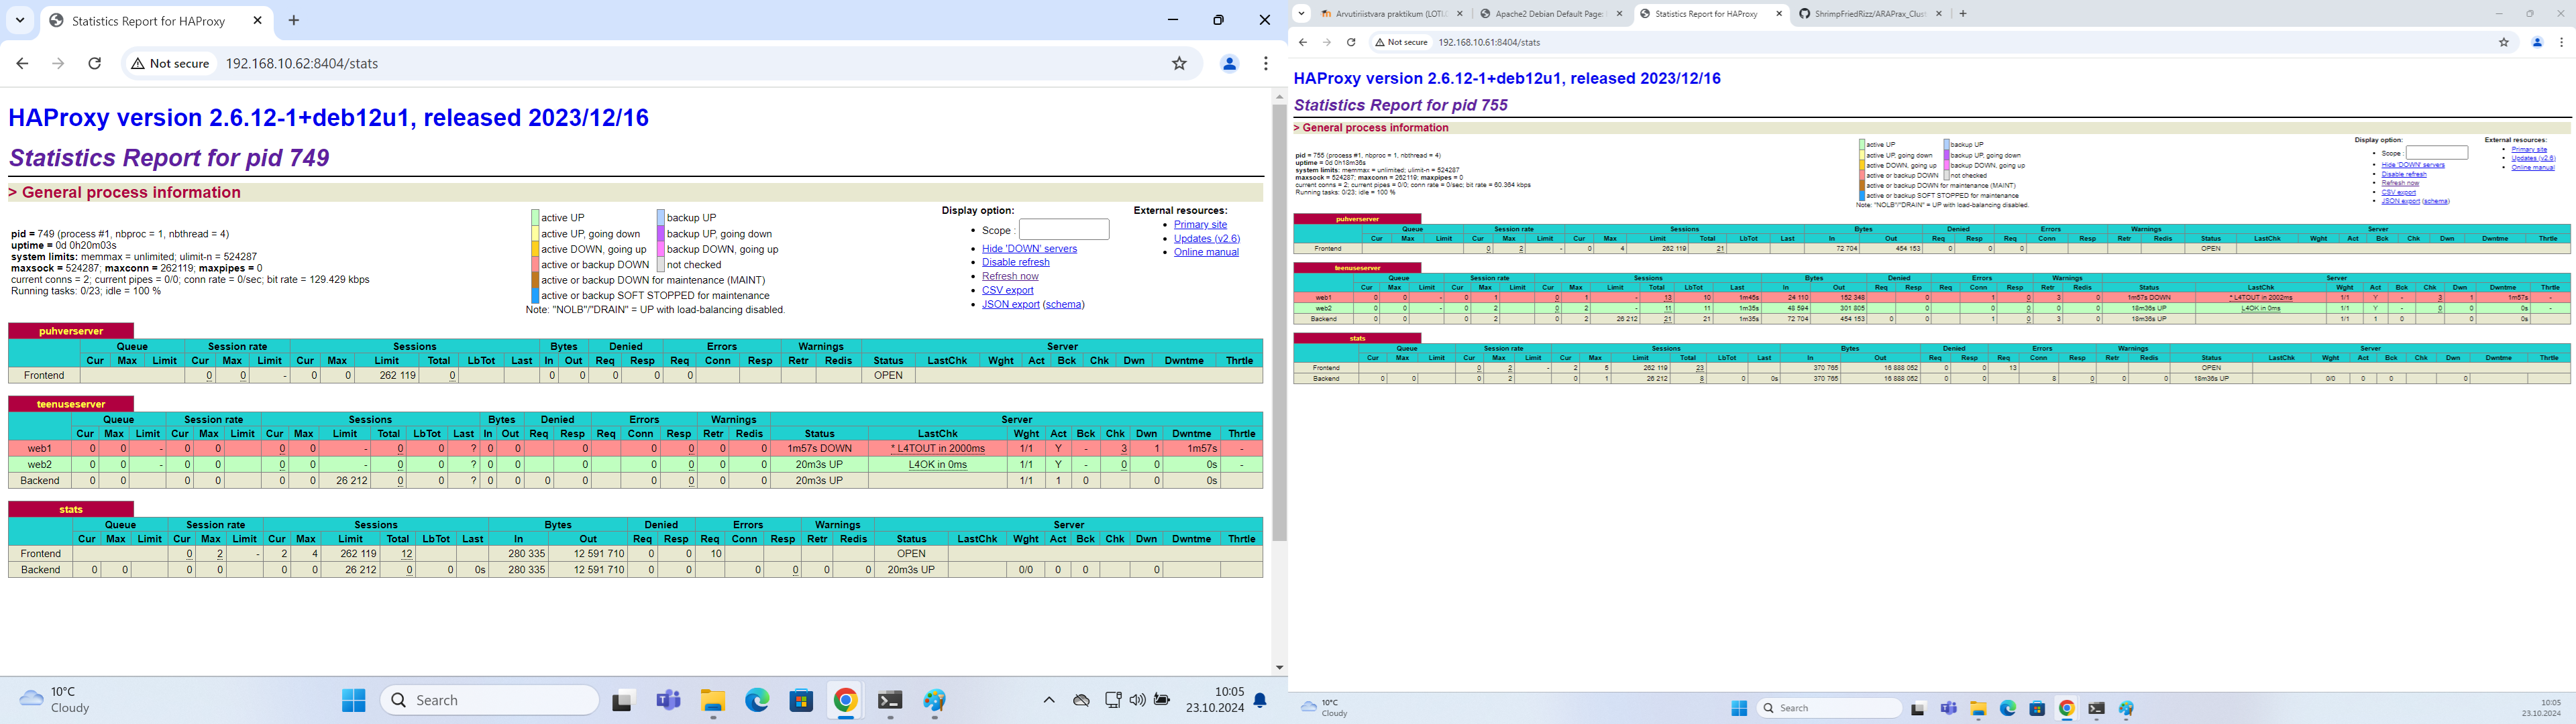 Statistics Report for HAProxy
Not secure 192.168.10.62:8404/stats
HAProxy version 2.6.12-1+deb12u1, released 2023/12/16
Statistics Report for pid 749
> General process information
pid = 749 (process #1, nbproc = 1, nbthread = 4)
uptime = 0d 0h20m03s
system limits: memmax = unlimited; ulimit-n = 524287
maxsock = 524287; maxconn = 262119; maxpipes = 0
current conns = 2; current pipes = 0/0; conn rate = 0/sec; bit rate = 129.429 kbps
Running tasks: 0/23; idle = 100 %
active UP backup UP
active UP, going down backup UP, going down
active DOWN, going up backup DOWN, going up
active or backup DOWN not checked
active or backup DOWN for maintenance (MAINT)
active or backup SOFT STOPPED for maintenance
Note: "NOLB"/"DRAIN" = UP with load-balancing disabled.
Display option:
Scope :
Hide 'DOWN' servers
Disable refresh
Refresh now
CSV export
JSON export (schema)
External resources:
Primary site
Updates (v2.6)
Online manual
puhverserver
Queue Session rate Sessions Bytes Denied Errors Warnings Server
Cur Max Limit Cur Max Limit Cur Max Limit Total LbTot Last In Out Req Resp Req Conn Resp Retr Redis Status LastChk Wght Act Bck Chk Dwn Dwntme Thrtle
Frontend 0 0 - 0 0 262 119 0 0 0 0 0 0 OPEN
teenuseserver
Queue Session rate Sessions Bytes Denied Errors Warnings Server
Cur Max Limit Cur Max Limit Cur Max Limit Total LbTot Last In Out Req Resp Req Conn Resp Retr Redis Status LastChk Wght Act Bck Chk Dwn Dwntme Thrtle
web1 0 0 - 0 0 0 0 - 0 0 ? 0 0 0 0 0 0 0 1m57s DOWN * L4TOUT in 2000ms 1/1 Y - 3 1 1m57s -
web2 0 0 - 0 0 0 0 - 0 0 ? 0 0 0 0 0 0 0 20m3s UP L4OK in 0ms 1/1 Y - 0 0 0s -
Backend 0 0 0 0 0 0 26 212 0 0 ? 0 0 0 0 0 0 0 0 20m3s UP 1/1 1 0 0 0s
stats
Queue Session rate Sessions Bytes Denied Errors Warnings Server
Cur Max Limit Cur Max Limit Cur Max Limit Total LbTot Last In Out Req Resp Req Conn Resp Retr Redis Status LastChk Wght Act Bck Chk Dwn Dwntme Thrtle
Frontend 0 2 - 2 4 262 119 12 280 335 12 591 710 0 0 10 OPEN
Backend 0 0 0 0 0 0 26 212 0 0 0s 280 335 12 591 710 0 0 0 0 0 0 20m3s UP 0/0 0 0 0
10°C
Cloudy
Search
10:05
23.10.2024
Arvutiriistvara praktikum (LOTI. Apache2 Debian Default Page: Statistics Report for HAProxy ShrimpFriedRizz/ARAPrax_Clust
Not secure 192.168.10.61:8404/stats
HAProxy version 2.6.12-1+deb12u1, released 2023/12/16
Statistics Report for pid 755
> General process information
pid = 755 (process #1, nbproc = 1, nbthread = 4)
uptime = 0d 0h18m36s
system limits: memmax = unlimited; ulimit-n = 524287
maxsock = 524287; maxconn = 262119; maxpipes = 0
current conns = 2; current pipes = 0/0; conn rate = 0/sec; bit rate = 60.364 kbps
Running tasks: 0/23; idle = 100 %
active UP backup UP
active UP, going down backup UP, going down
active DOWN, going up backup DOWN, going up
active or backup DOWN not checked
active or backup DOWN for maintenance (MAINT)
active or backup SOFT STOPPED for maintenance
Note: "NOLB"/"DRAIN" = UP with load-balancing disabled.
Display option:
Scope :
Hide 'DOWN' servers
Disable refresh
Refresh now
CSV export
JSON export (schema)
External resources:
Primary site
Updates (v2.6)
Online manual
puhverserver
Queue Session rate Sessions Bytes Denied Errors Warnings Server
Cur Max Limit Cur Max Limit Cur Max Limit Total LbTot Last In Out Req Resp Req Conn Resp Retr Redis Status LastChk Wght Act Bck Chk Dwn Dwntme Thrtle
Frontend 0 2 - 0 4 262 119 21 72 704 454 153 0 0 0 OPEN
teenuseserver
Queue Session rate Sessions Bytes Denied Errors Warnings Server
Cur Max Limit Cur Max Limit Cur Max Limit Total LbTot Last In Out Req Resp Req Conn Resp Retr Redis Status LastChk Wght Act Bck Chk Dwn Dwntme Thrtle
web1 0 0 - 0 1 0 1 - 13 10 1m45s 24 110 152 348 0 1 0 3 0 1m57s DOWN * L4TOUT in 2002ms 1/1 Y - 3 1 1m57s -
web2 0 0 - 0 2 0 2 - 11 11 1m35s 48 594 301 805 0 0 0 0 0 18m36s UP L4OK in 0ms 1/1 Y - 0 0 0s -
Backend 0 0 0 2 0 2 26 212 21 21 1m35s 72 704 454 153 0 0 1 0 3 0 18m36s UP 1/1 1 0 0 0s
stats
Queue Session rate Sessions Bytes Denied Errors Warnings Server
Cur Max Limit Cur Max Limit Cur Max Limit Total LbTot Last In Out Req Resp Req Conn Resp Retr Redis Status LastChk Wght Act Bck Chk Dwn Dwntme Thrtle
Frontend 0 2 - 2 5 262 119 23 370 765 16 888 052 0 0 13 OPEN
Backend 0 0 0 2 0 1 26 212 8 0 0s 370 765 16 888 052 0 0 8 0 0 0 18m36s UP 0/0 0 0 0
10°C
Cloudy
Search
10:05
23.10.2024